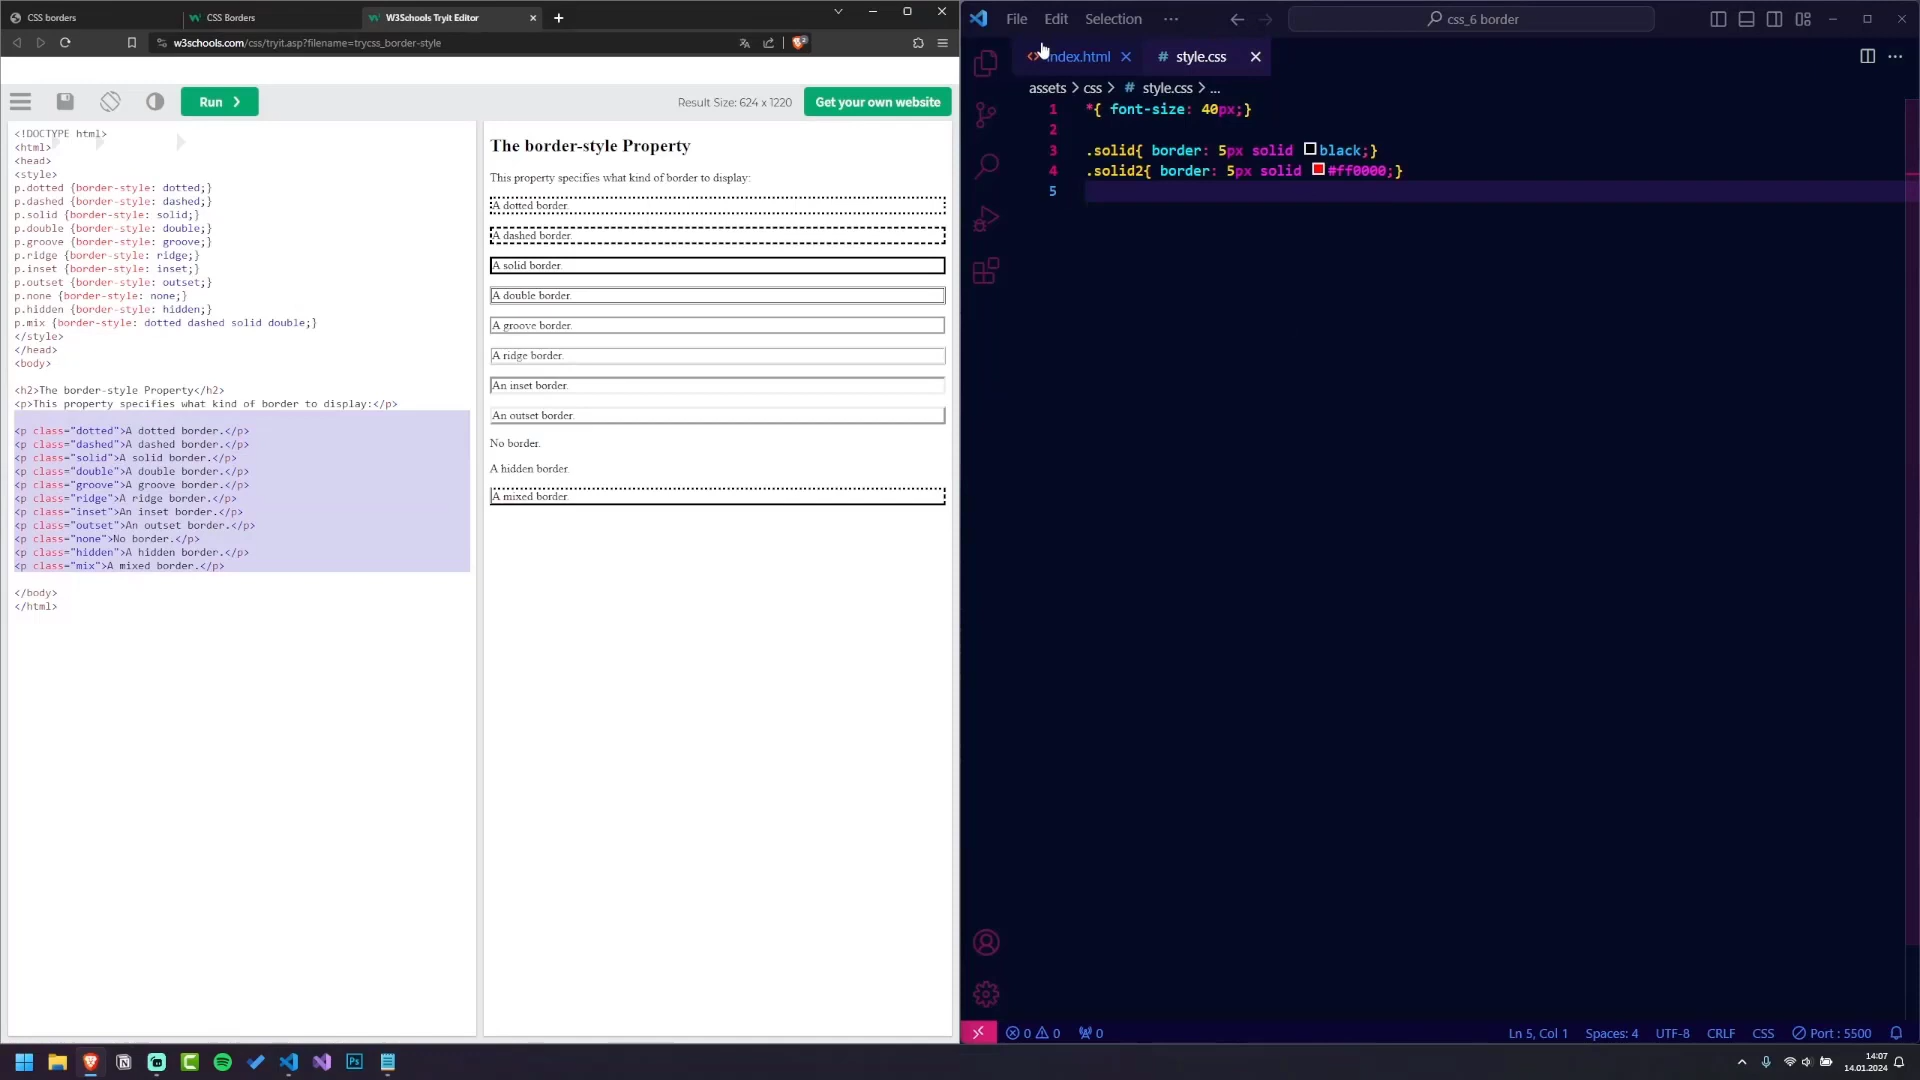 CSS borders
CSS Borders
W3Schools Tryit Editor
w3schools.com/css/tryit.asp?filename=trycss_border-style
Run ❯
Result Size: 624 x 1220
Get your own website
<!DOCTYPE html>
<html>
<head>
<style>
p.dotted {border-style: dotted;}
p.dashed {border-style: dashed;}
p.solid {border-style: solid;}
p.double {border-style: double;}
p.groove {border-style: groove;}
p.ridge {border-style: ridge;}
p.inset {border-style: inset;}
p.outset {border-style: outset;}
p.none {border-style: none;}
p.hidden {border-style: hidden;}
p.mix {border-style: dotted dashed solid double;}
</style>
</head>
<body>
<h2>The border-style Property</h2>
<p>This property specifies what kind of border to display:</p>
<p class="dotted">A dotted border.</p>
<p class="dashed">A dashed border.</p>
<p class="solid">A solid border.</p>
<p class="double">A double border.</p>
<p class="groove">A groove border.</p>
<p class="ridge">A ridge border.</p>
<p class="inset">An inset border.</p>
<p class="outset">An outset border.</p>
<p class="none">No border.</p>
<p class="hidden">A hidden border.</p>
<p class="mix">A mixed border.</p>
</body>
</html>
The border-style Property
This property specifies what kind of border to display:
A dotted border.
A dashed border.
A solid border.
A double border.
A groove border.
A ridge border.
An inset border.
An outset border.
No border.
A hidden border.
A mixed border.
File Edit Selection ···
css_6 border
index.html
# style.css
assets > css > # style.css > ...
1 *{ font-size: 40px;}
2
3 .solid{ border: 5px solid black;}
4 .solid2{ border: 5px solid #ff0000;}
5
0 0 0
Ln 5, Col 1 Spaces: 4 UTF-8 CRLF CSS Port : 5500
Ps
14:07
14.01.2024